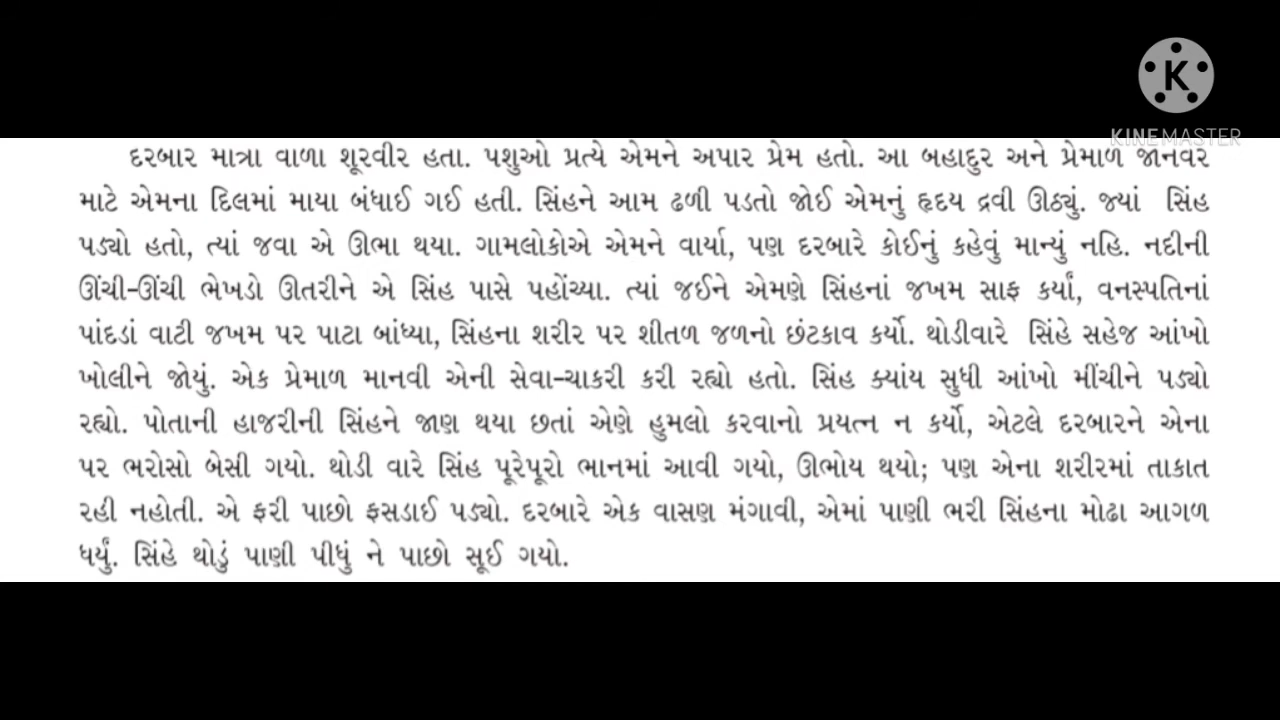 KINEMASTER
દરબાર માત્રા વાળા શૂરવીર હતા. પશુઓ પ્રત્યે એમને અપાર પ્રેમ હતો. આ બહાદુર અને પ્રેમાળ જાનવર
માટે એમના દિલમાં માયા બંધાઈ ગઈ હતી. સિંહને આમ ઢળી પડતો જોઈ એમનું હૃદય દ્રવી ઊઠ્યું. જ્યાં સિંહ
પડ્યો હતો, ત્યાં જવા એ ઊભા થયા. ગામલોકોએ એમને વાર્યા, પણ દરબારે કોઈનું કહેવું માન્યું નહિ. નદીની
ઊંચી-ઊંચી ભેખડો ઊતરીને એ સિંહ પાસે પહોંચ્યા. ત્યાં જઈને એમણે સિંહનાં જખમ સાફ કર્યાં, વનસ્પતિનાં
પાંદડાં વાટી જખમ પર પાટા બાંધ્યા, સિંહના શરીર પર શીતળ જળનો છંટકાવ કર્યો. થોડીવારે સિંહે સહેજ આંખો
ખોલીને જોયું. એક પ્રેમાળ માનવી એની સેવા-ચાકરી કરી રહ્યો હતો. સિંહ ક્યાંય સુધી આંખો મીંચીને પડ્યો
રહ્યો. પોતાની હાજરીની સિંહને જાણ થયા છતાં એણે હુમલો કરવાનો પ્રયત્ન ન કર્યો, એટલે દરબારને એના
પર ભરોસો બેસી ગયો. થોડી વારે સિંહ પૂરેપૂરો ભાનમાં આવી ગયો, ઊભોય થયો; પણ એના શરીરમાં તાકાત
રહી નહોતી. એ ફરી પાછો ફસડાઈ પડ્યો. દરબારે એક વાસણ મંગાવી, એમાં પાણી ભરી સિંહના મોઢા આગળ
ધર્યું. સિંહે થોડું પાણી પીધું ને પાછો સૂઈ ગયો.